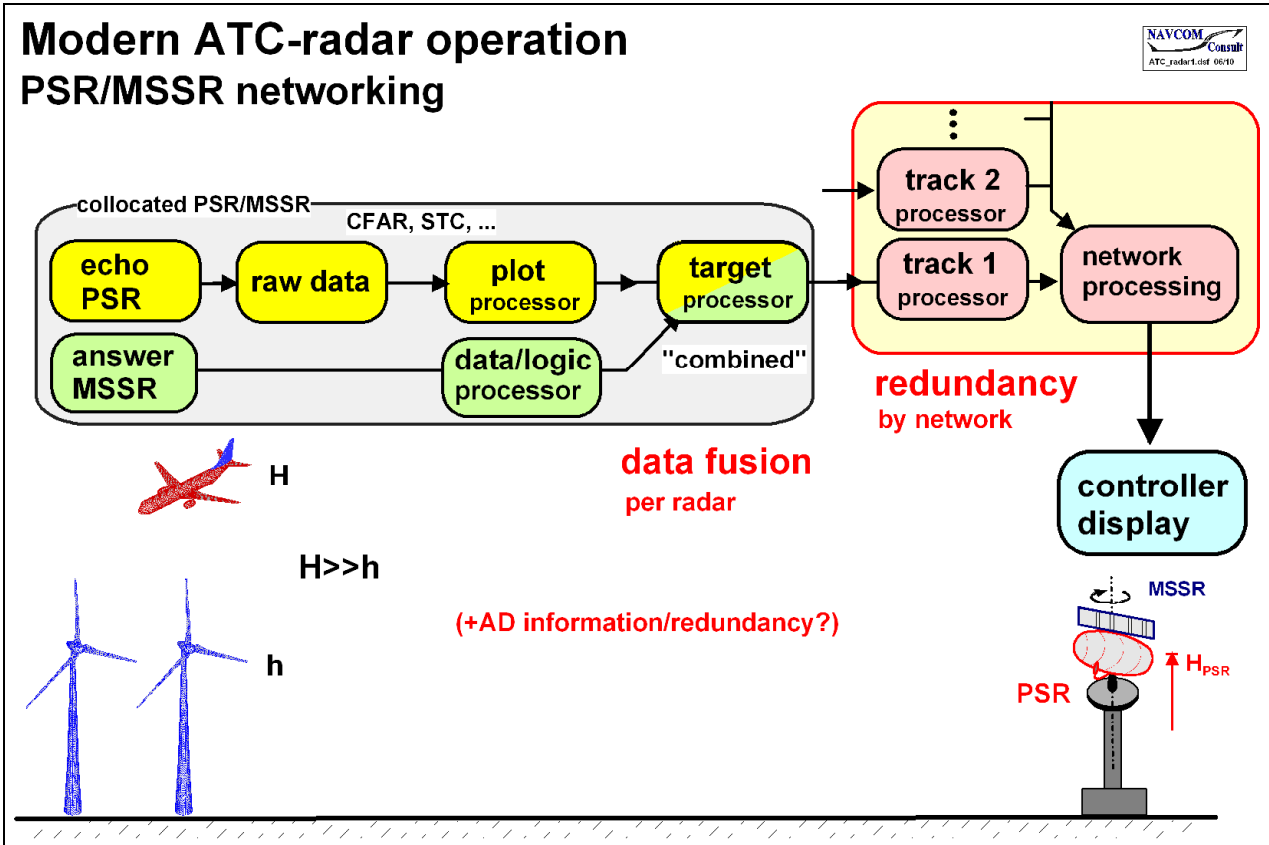 Modern ATC-radar operation
PSR/MSSR networking
NAVCOM
Consult
ATC_radar1.dsf 06/10
collocated PSR/MSSR
CFAR, STC, ...
echo
PSR
raw data
plot
processor
target
processor
answer
MSSR
data/logic
processor
"combined"
track 2
processor
track 1
processor
network
processing
redundancy
by network
data fusion
per radar
controller
display
H
H>>h
h
(+AD information/redundancy?)
MSSR
PSR
HPSR